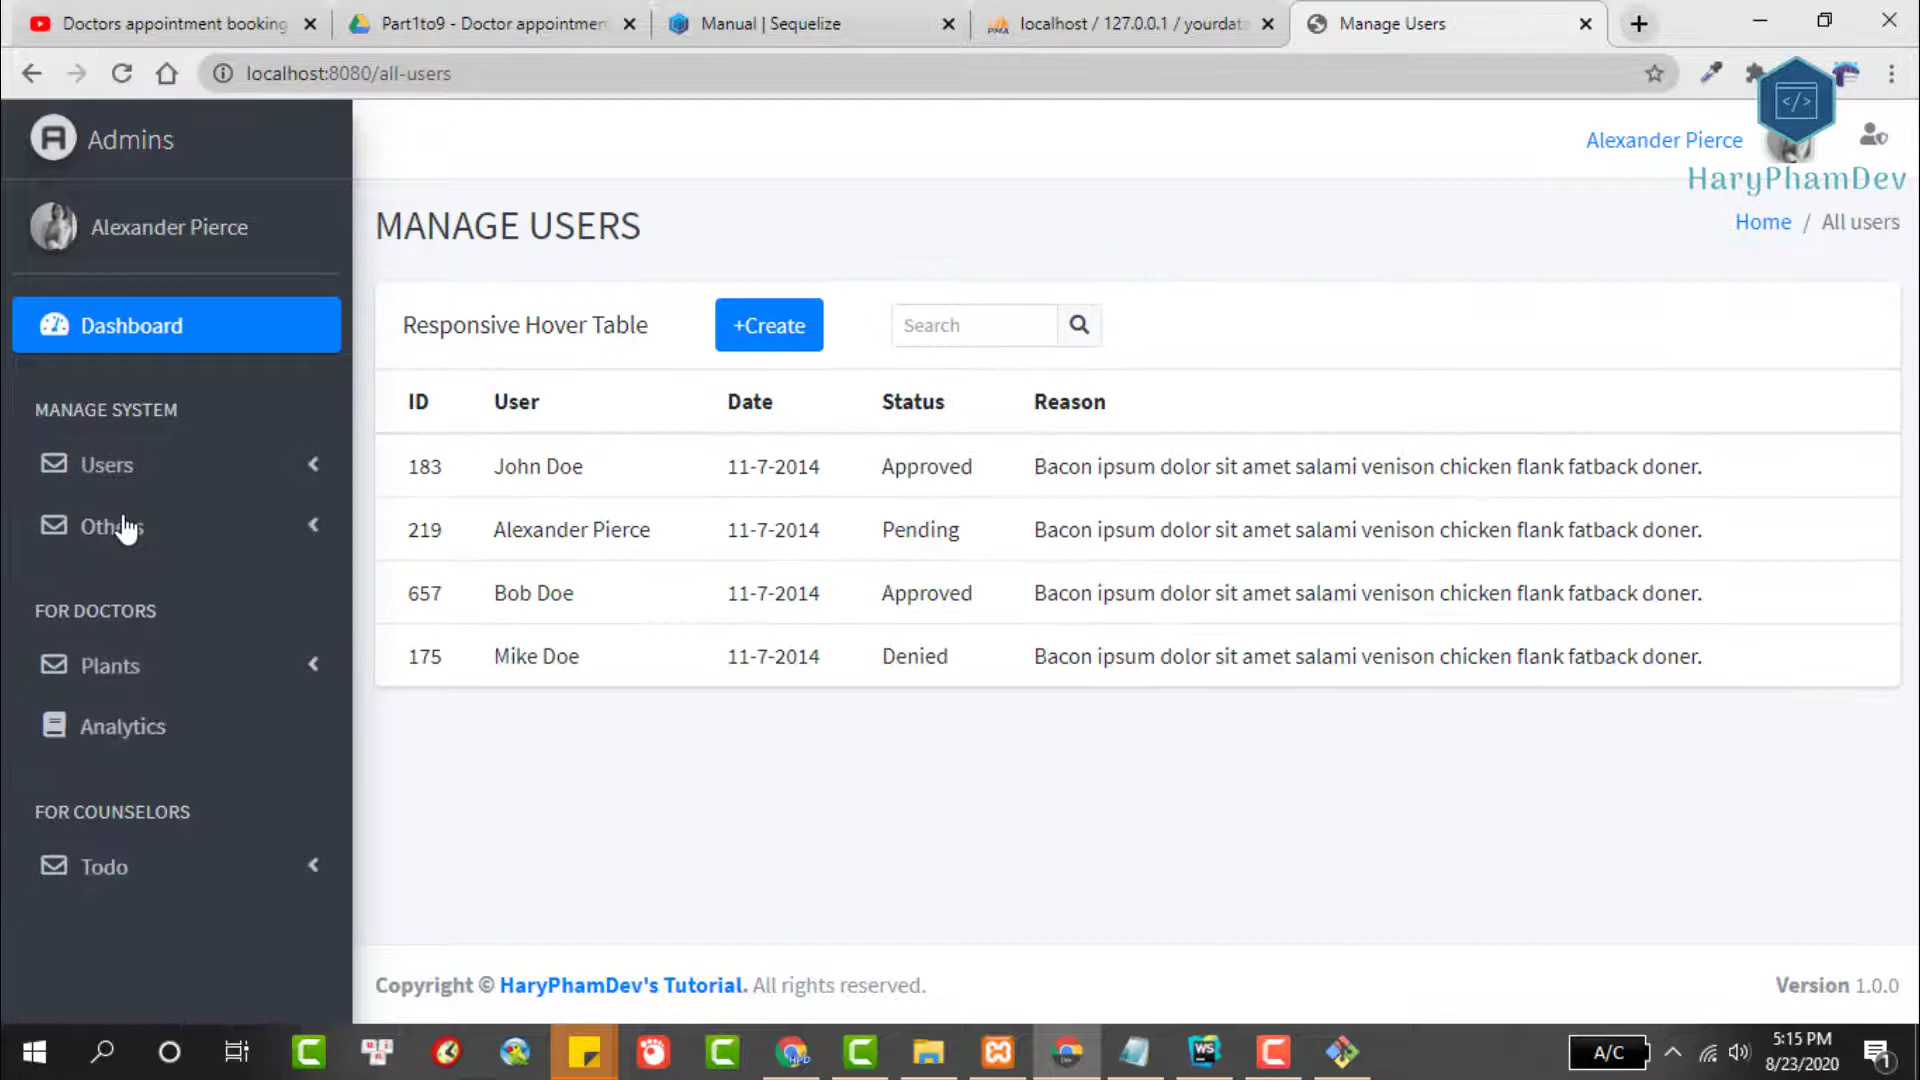 Doctors appointment booking
Part1to9 - Doctor appointmen
Manual | Sequelize
PMA
localhost / 127.0.0.1 / yourdat
Manage Users
localhost:8080/all-users
A Admins
Alexander Pierce
</>
HaryPhamDev
Alexander Pierce
MANAGE USERS
Home / All users
Dashboard
Responsive Hover Table
+Create
Search
MANAGE SYSTEM
Users
Others
FOR DOCTORS
Plants
Analytics
FOR COUNSELORS
Todo
ID User Date Status Reason
183 John Doe 11-7-2014 Approved Bacon ipsum dolor sit amet salami venison chicken flank fatback doner.
219 Alexander Pierce 11-7-2014 Pending Bacon ipsum dolor sit amet salami venison chicken flank fatback doner.
657 Bob Doe 11-7-2014 Approved Bacon ipsum dolor sit amet salami venison chicken flank fatback doner.
175 Mike Doe 11-7-2014 Denied Bacon ipsum dolor sit amet salami venison chicken flank fatback doner.
Copyright © HaryPhamDev's Tutorial. All rights reserved.
Version 1.0.0
WS
A/C
5:15 PM
8/23/2020
1